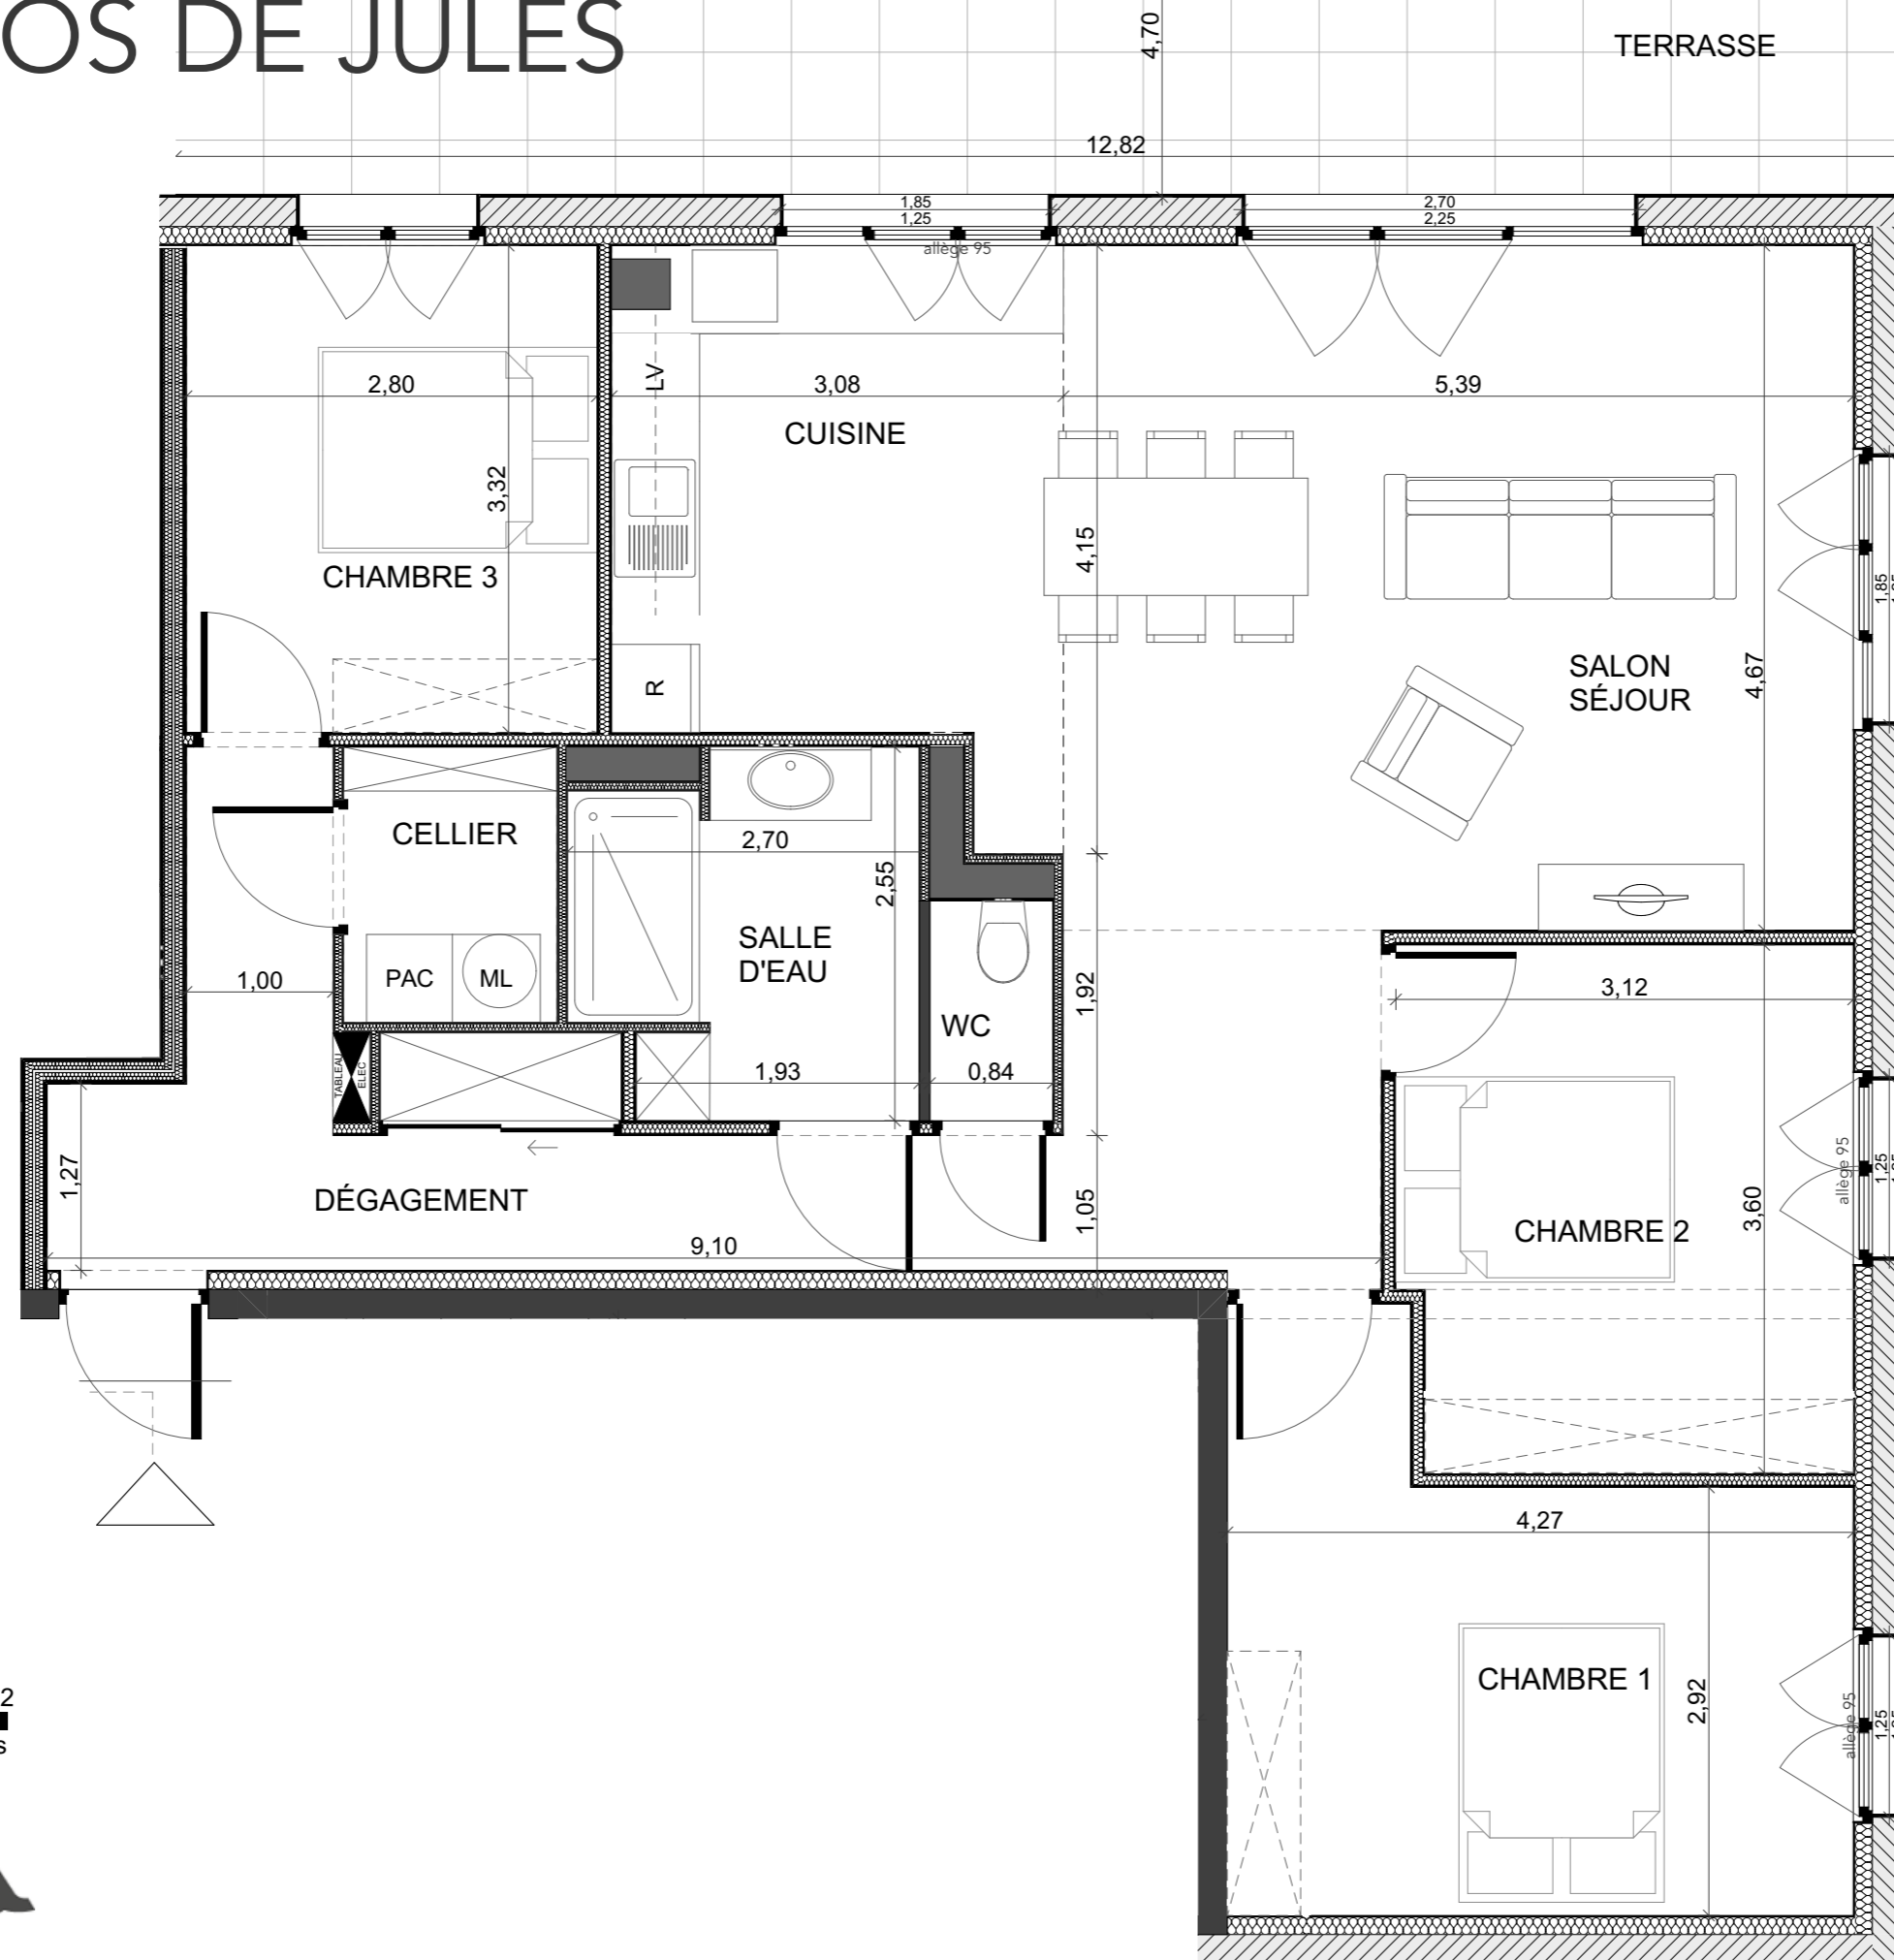 OS DE JULES
4,70
TERRASSE
12,82
1,85
1,25
2,70
2,25
allège 95
2,80
LV
3,08
5,39
CUISINE
3,32
4,15
CHAMBRE 3
1,85
SALON
SÉJOUR
4,67
R
CELLIER
2,70
2,55
SALLE
D'EAU
PAC
ML
1,00
1,92
3,12
WC
TABLEAU
ELEC
1,93
0,84
1,27
DÉGAGEMENT
1,05
9,10
CHAMBRE 2
3,60
allège 95
1,25
4,27
CHAMBRE 1
2,92
allège 95
1,25
2
s